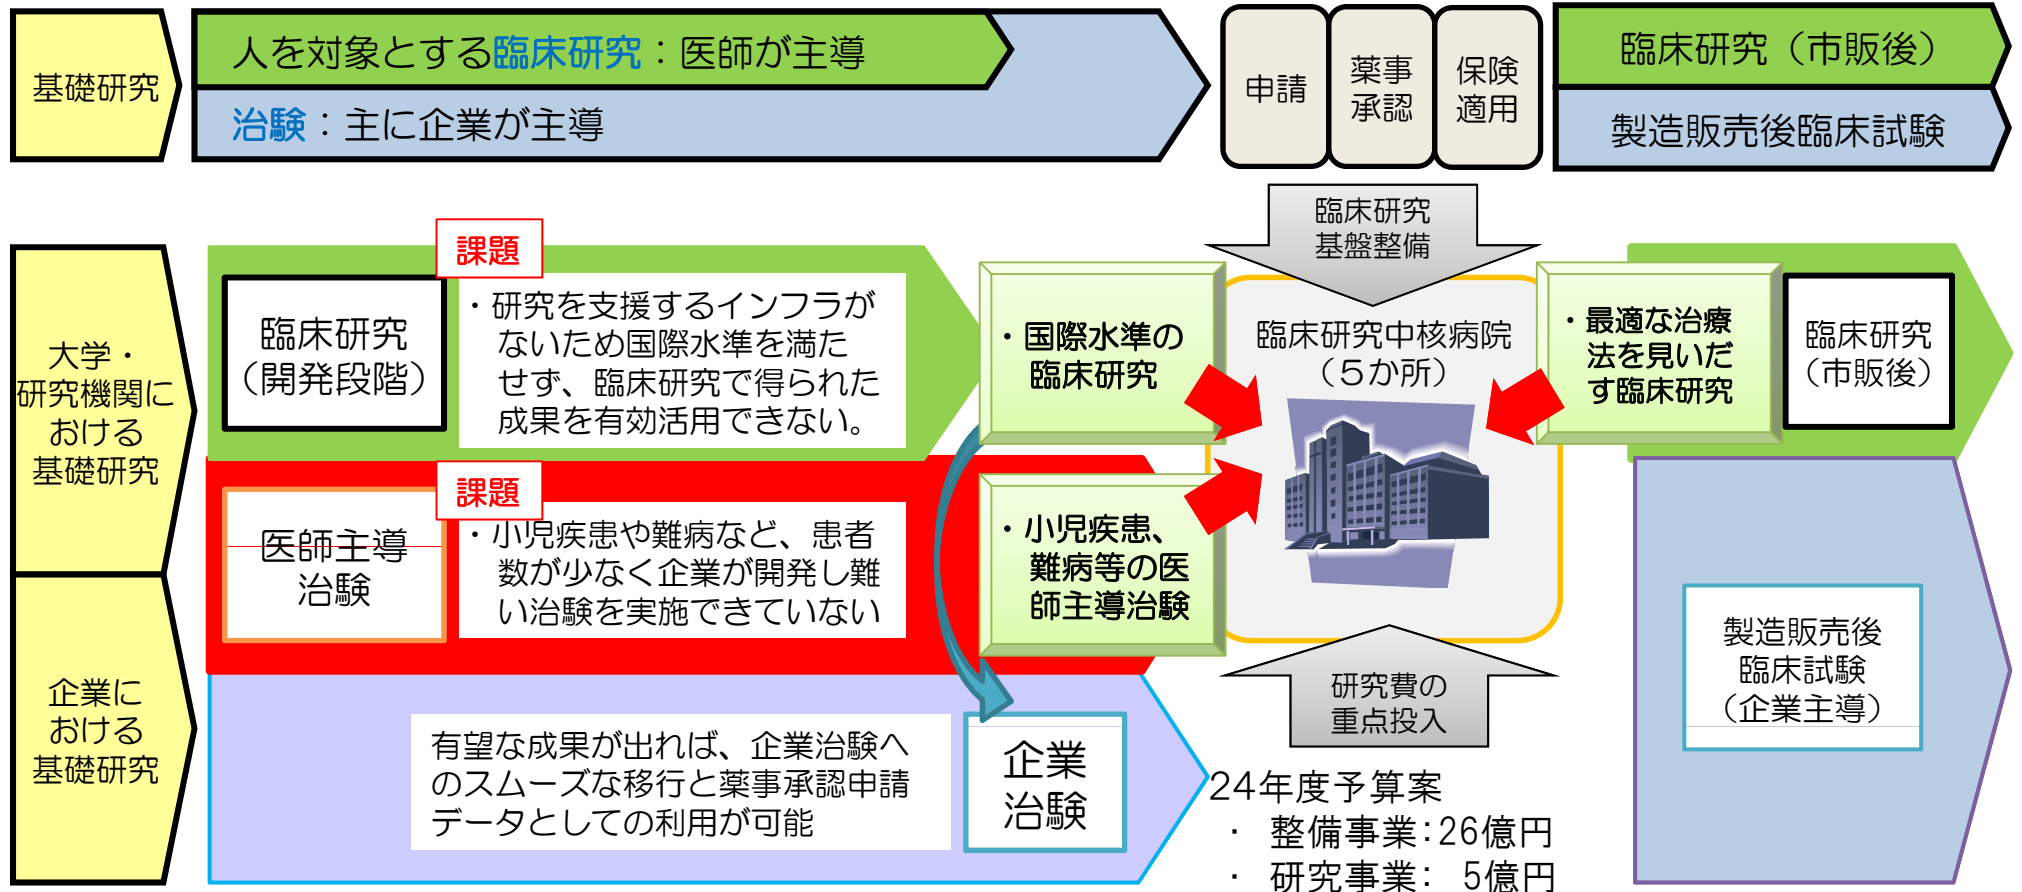 基礎研究
人を対象とする臨床研究：医師が主導
治験：主に企業が主導
申請
薬事
承認
保険
適用
臨床研究（市販後）
製造販売後臨床試験
大学・
研究機関に
おける
基礎研究
企業に
おける
基礎研究
課題
臨床研究
（開発段階）
・研究を支援するインフラが
ないため国際水準を満た
せず、臨床研究で得られた
成果を有効活用できない。
課題
医師主導
治験
・小児疾患や難病など、患者
数が少なく企業が開発し難
い治験を実施できていない
有望な成果が出れば、企業治験へ
のスムーズな移行と薬事承認申請
データとしての利用が可能
企業
治験
・国際水準の
臨床研究
・小児疾患、
難病等の医
師主導治験
臨床研究
基盤整備
臨床研究中核病院
（５か所）
研究費の
重点投入
24年度予算案
・ 整備事業：26億円
・ 研究事業： 5億円
・最適な治療
法を見いだ
す臨床研究
臨床研究
（市販後）
製造販売後
臨床試験
（企業主導）